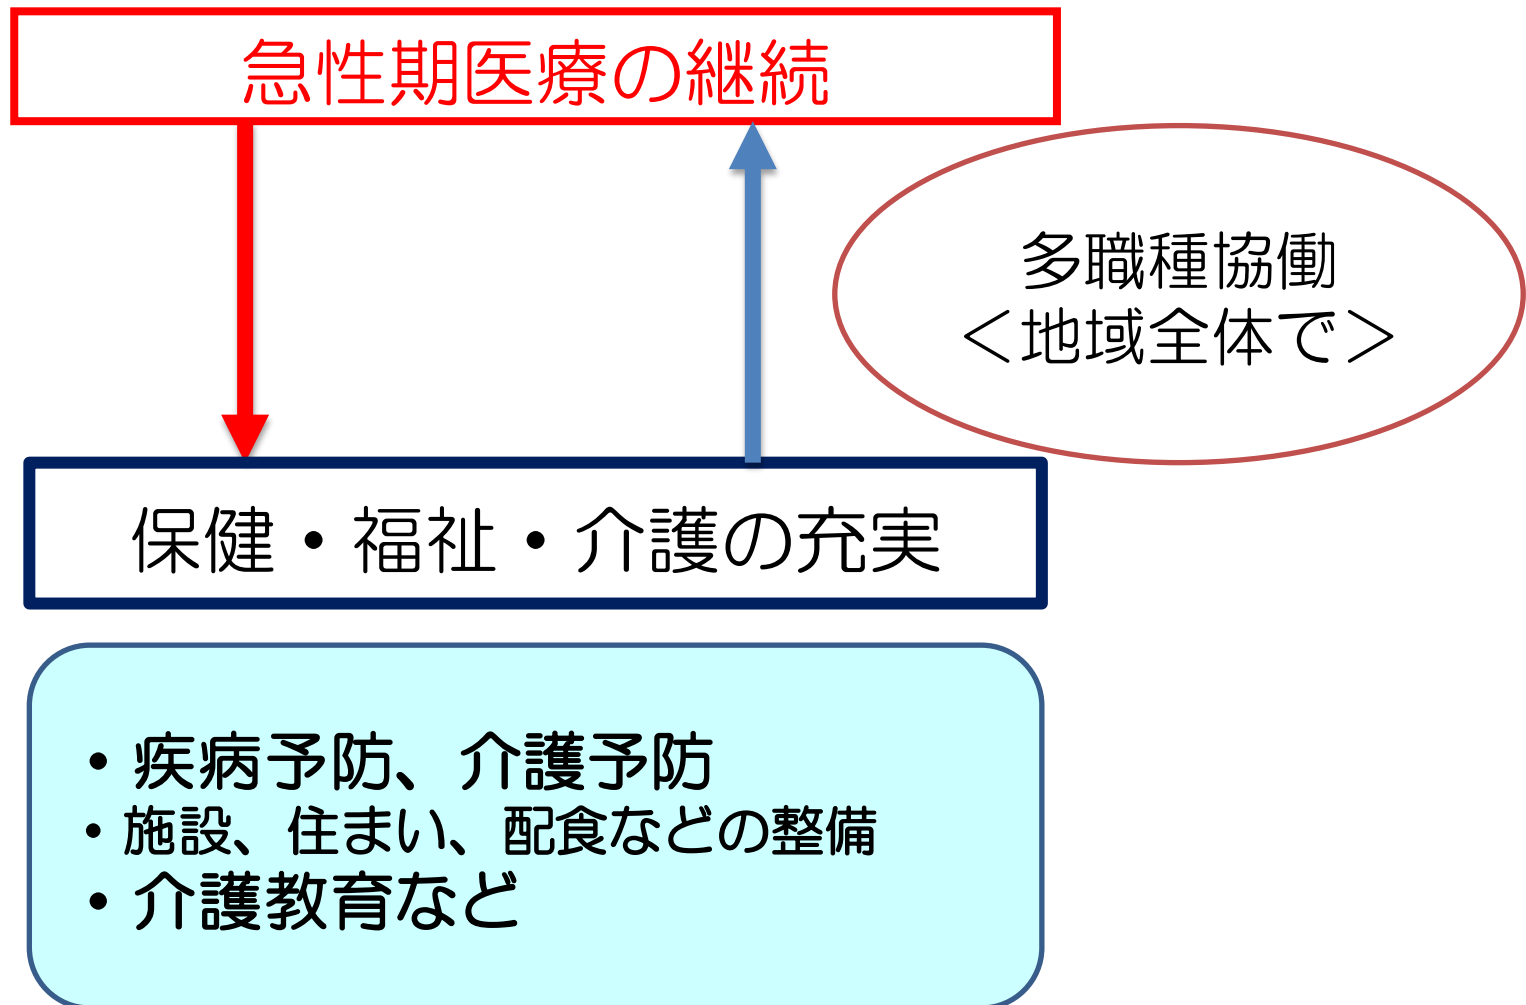 急性期医療の継続
多職種協働
＜地域全体で＞
保健・福祉・介護の充実
・疾病予防、介護予防
・施設、住まい、配食などの整備
・介護教育など